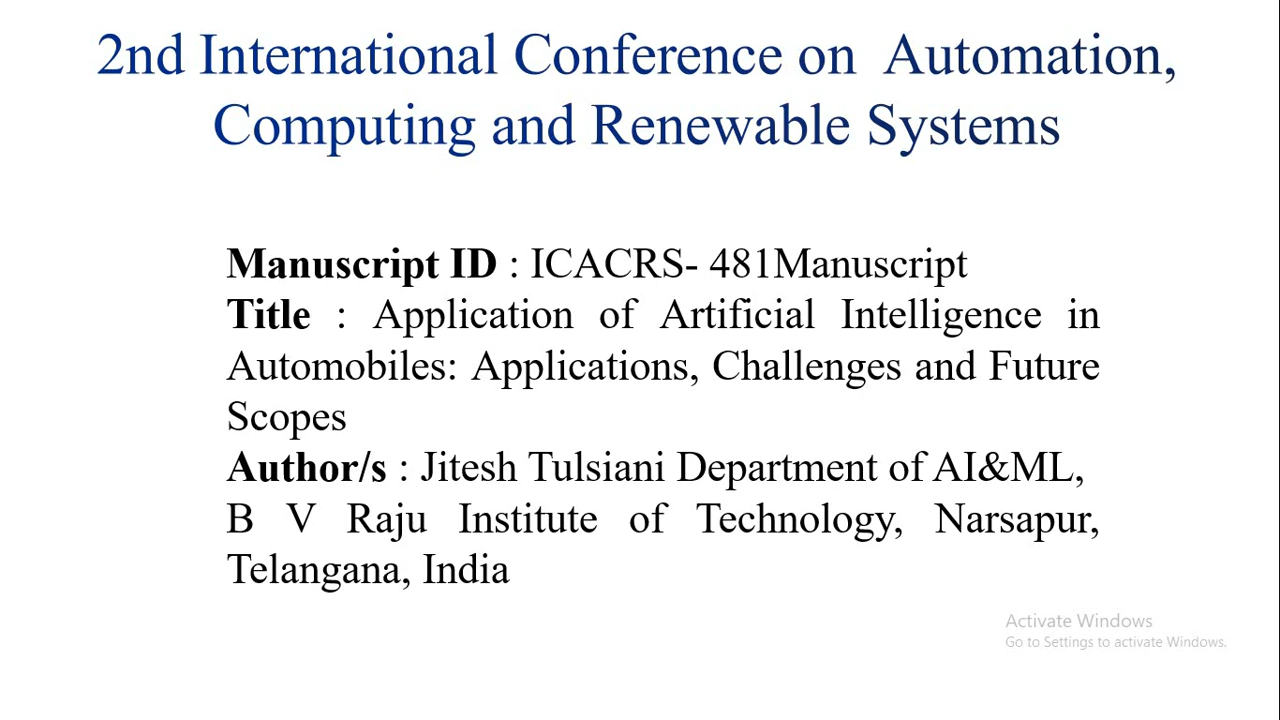 2nd International Conference on Automation,
Computing and Renewable Systems
Manuscript ID : ICACRS- 481Manuscript
Title : Application of Artificial Intelligence in
Automobiles: Applications, Challenges and Future
Scopes
Author/s : Jitesh Tulsiani Department of AI&ML,
B V Raju Institute of Technology, Narsapur,
Telangana, India
Activate Windows
Go to Settings to activate Windows.